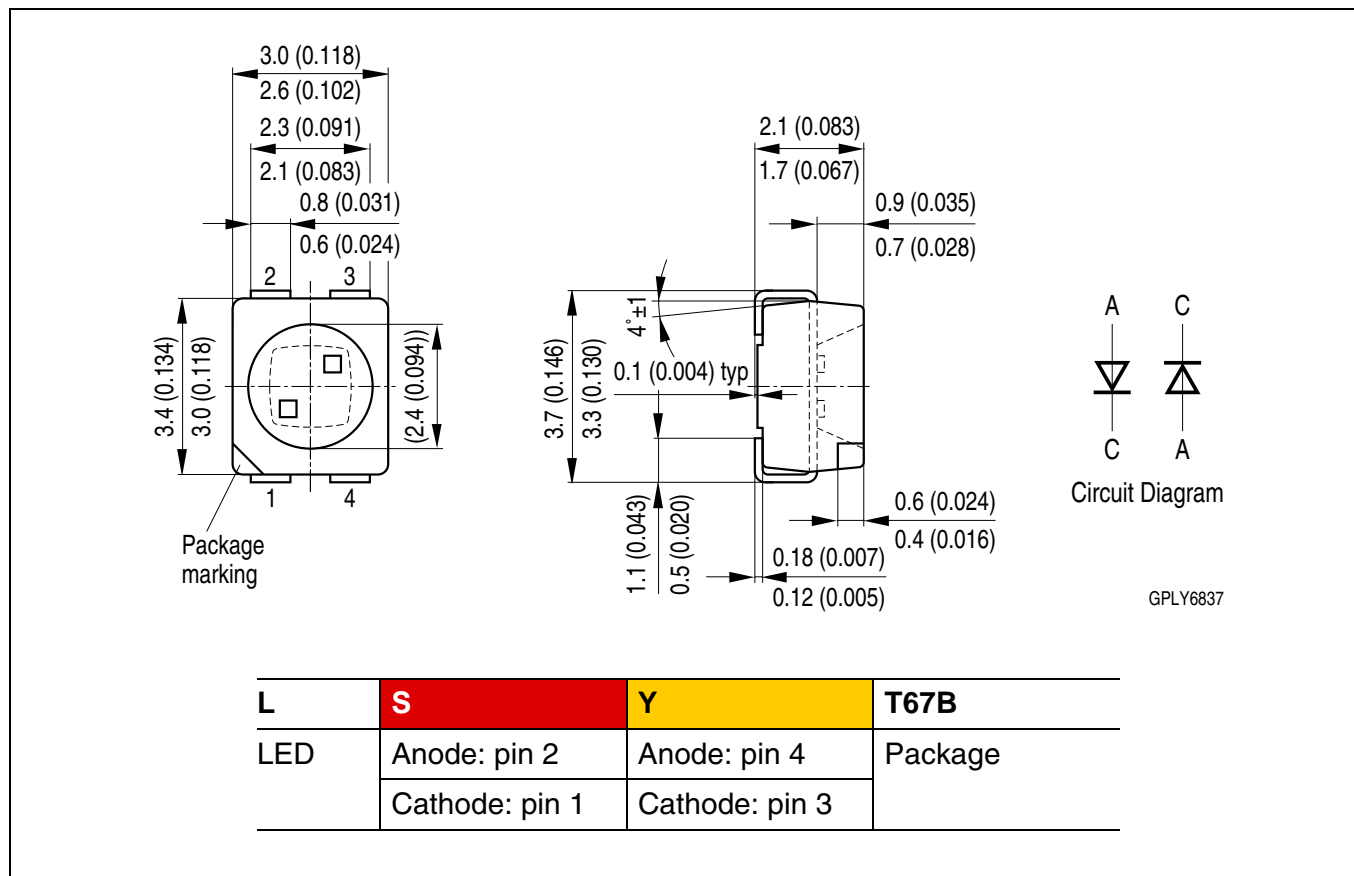 3.0 (0.118)
2.6 (0.102)
2.3 (0.091)
2.1 (0.083)
0.8 (0.031)
0.6 (0.024)
2 3
3.4 (0.134)
3.0 (0.118)
(2.4 (0.094))
1 4
Package
marking
2.1 (0.083)
1.7 (0.067)
0.9 (0.035)
0.7 (0.028)
4˚±1
0.1 (0.004) typ
3.7 (0.146)
3.3 (0.130)
1.1 (0.043)
0.5 (0.020)
0.18 (0.007)
0.12 (0.005)
0.6 (0.024)
0.4 (0.016)
A C
C A
Circuit Diagram
GPLY6837
L S Y T67B
LED Anode: pin 2 Anode: pin 4 Package
Cathode: pin 1 Cathode: pin 3